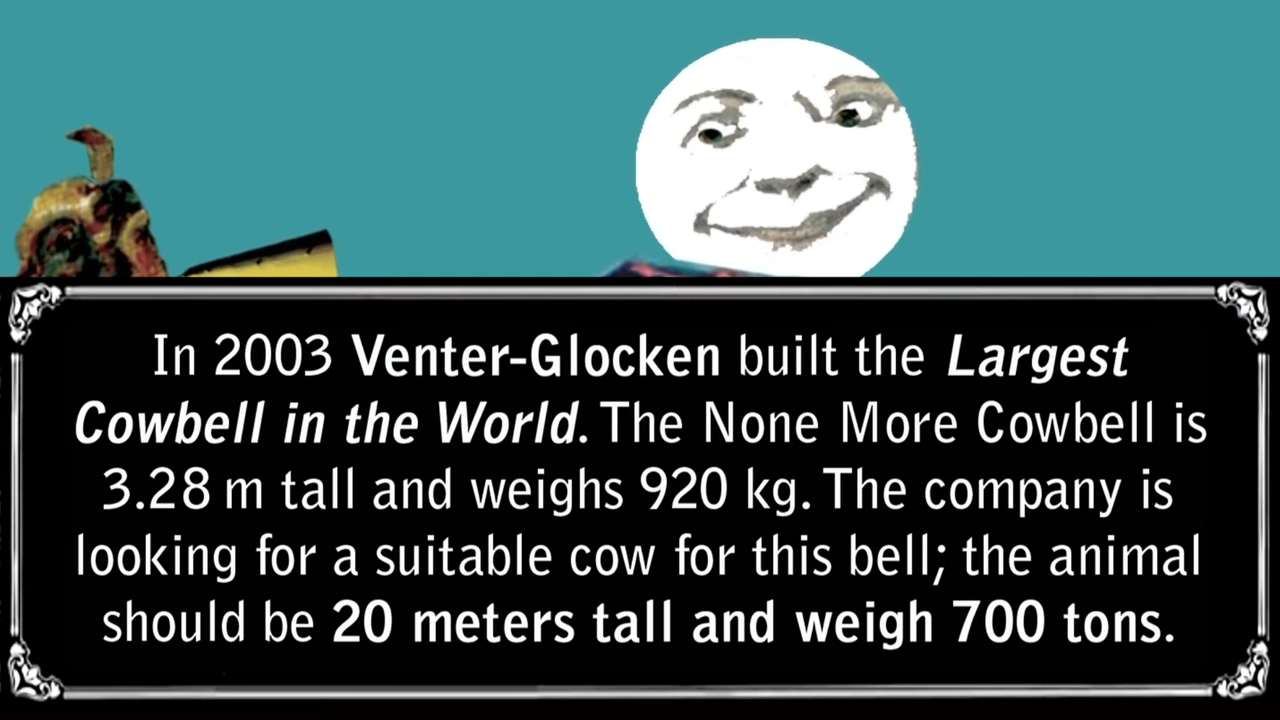 In 2003 Venter-Glocken built the Largest
Cowbell in the World. The None More Cowbell is
3.28 m tall and weighs 920 kg. The company is
looking for a suitable cow for this bell; the animal
should be 20 meters tall and weigh 700 tons.